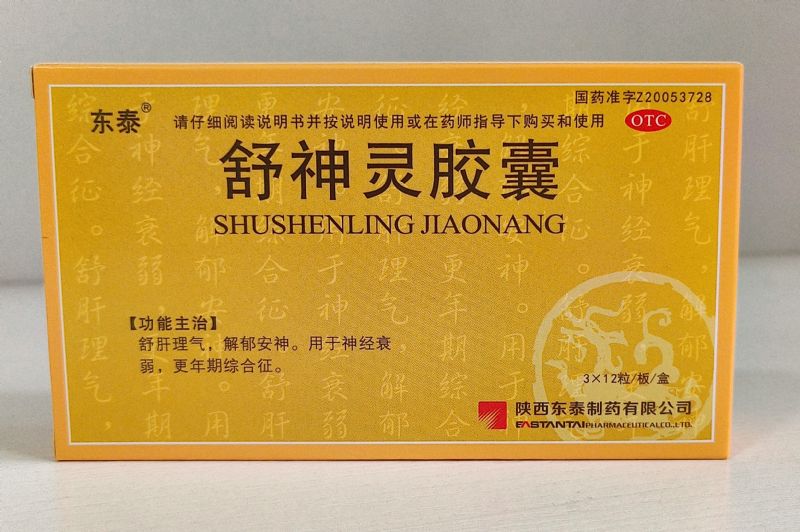 国药准字Z20053728
东泰®
请仔细阅读说明书并按说明使用或在药师指导下购买和使用
OTC
舒神灵胶囊
SHUSHENLING JIAONANG
【功能主治】
舒肝理气，解郁安神。用于神经衰
弱，更年期综合征。
3×12粒/板/盒
陕西东泰制药有限公司
EASTANTAI PHARMACEUTICAL CO.,LTD.